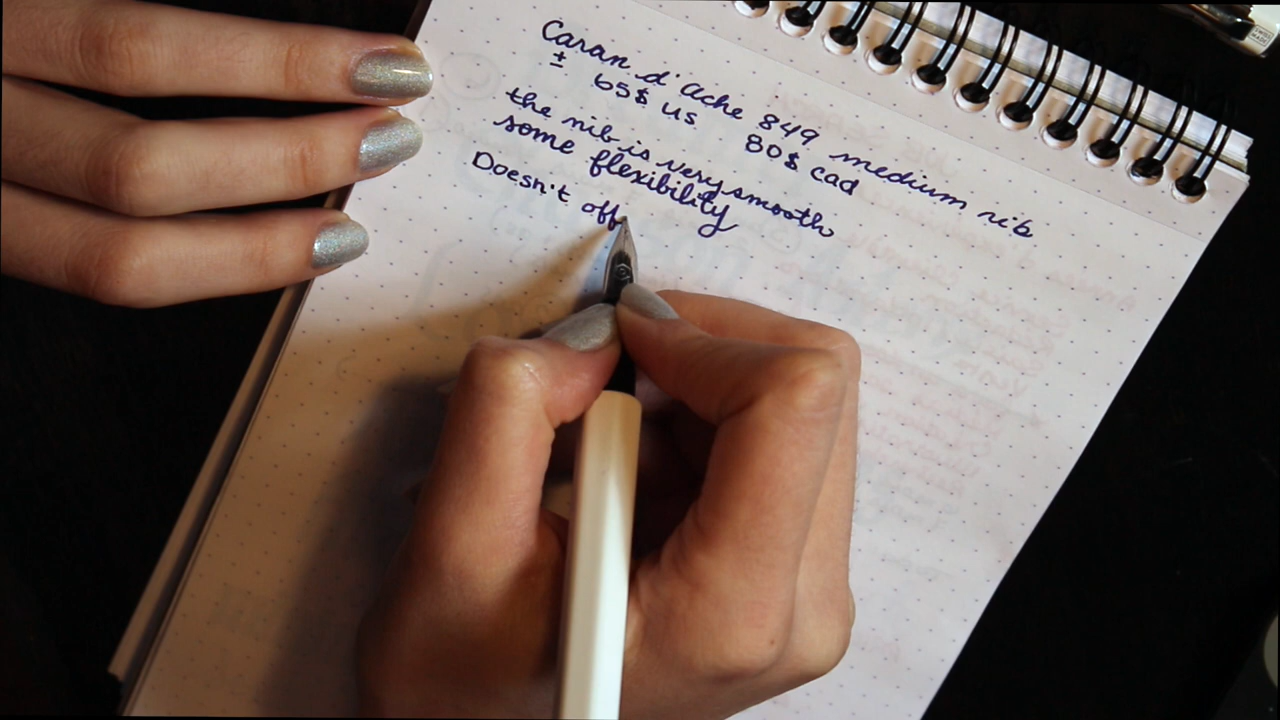 Caran d'Ache 849 medium nib
± 65$ us 80$ cad
the nib is very smooth
some flexibility
Doesn't off